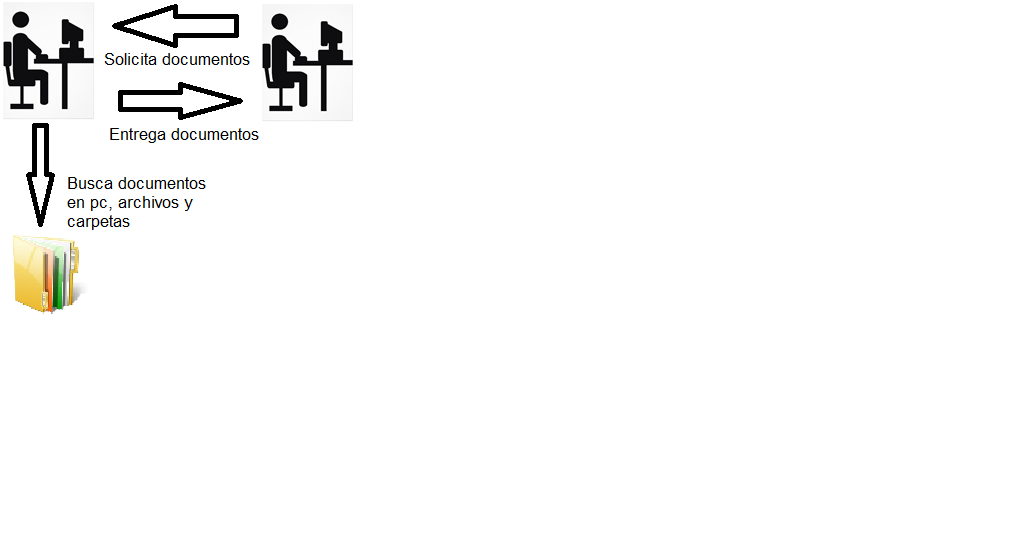 Solicita documentos
Entrega documentos
Busca documentos
en pc, archivos y
carpetas